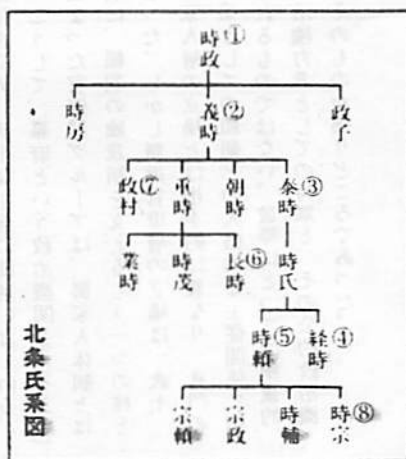 時政①
政子
義時②
時房
泰時③
朝時
重時
政村⑦
時氏
長時⑥
時茂
業時
経時④
時頼⑤
時宗⑧
時輔
宗政
宗頼
北条氏系図